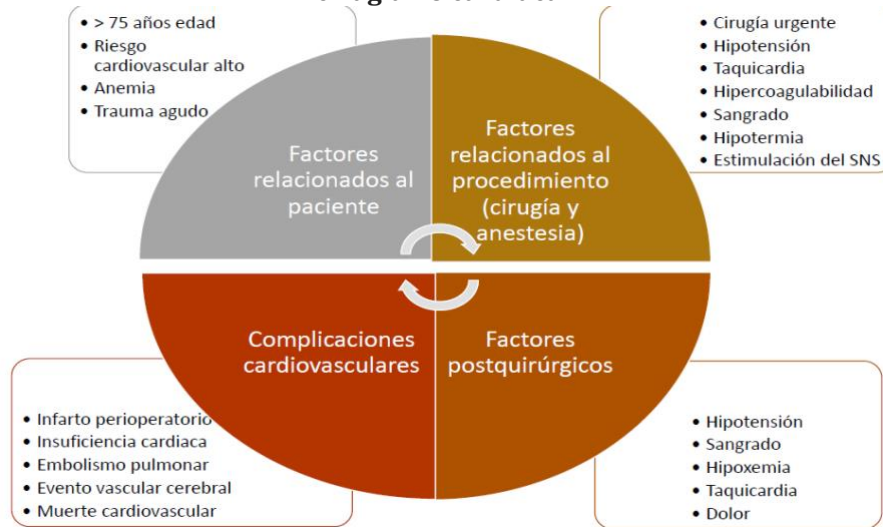 • > 75 años edad
• Riesgo
cardiovascular alto
• Anemia
• Trauma agudo
• Cirugía urgente
• Hipotensión
• Taquicardia
• Hipercoagulabilidad
• Sangrado
• Hipotermia
• Estimulación del SNS
Factores
relacionados al
paciente
Factores
relacionados al
procedimiento
(cirugía y
anestesia)
Complicaciones
cardiovasculares
Factores
postquirúrgicos
• Infarto perioperatorio
• Insuficiencia cardiaca
• Embolismo pulmonar
• Evento vascular cerebral
• Muerte cardiovascular
• Hipotensión
• Sangrado
• Hipoxemia
• Taquicardia
• Dolor